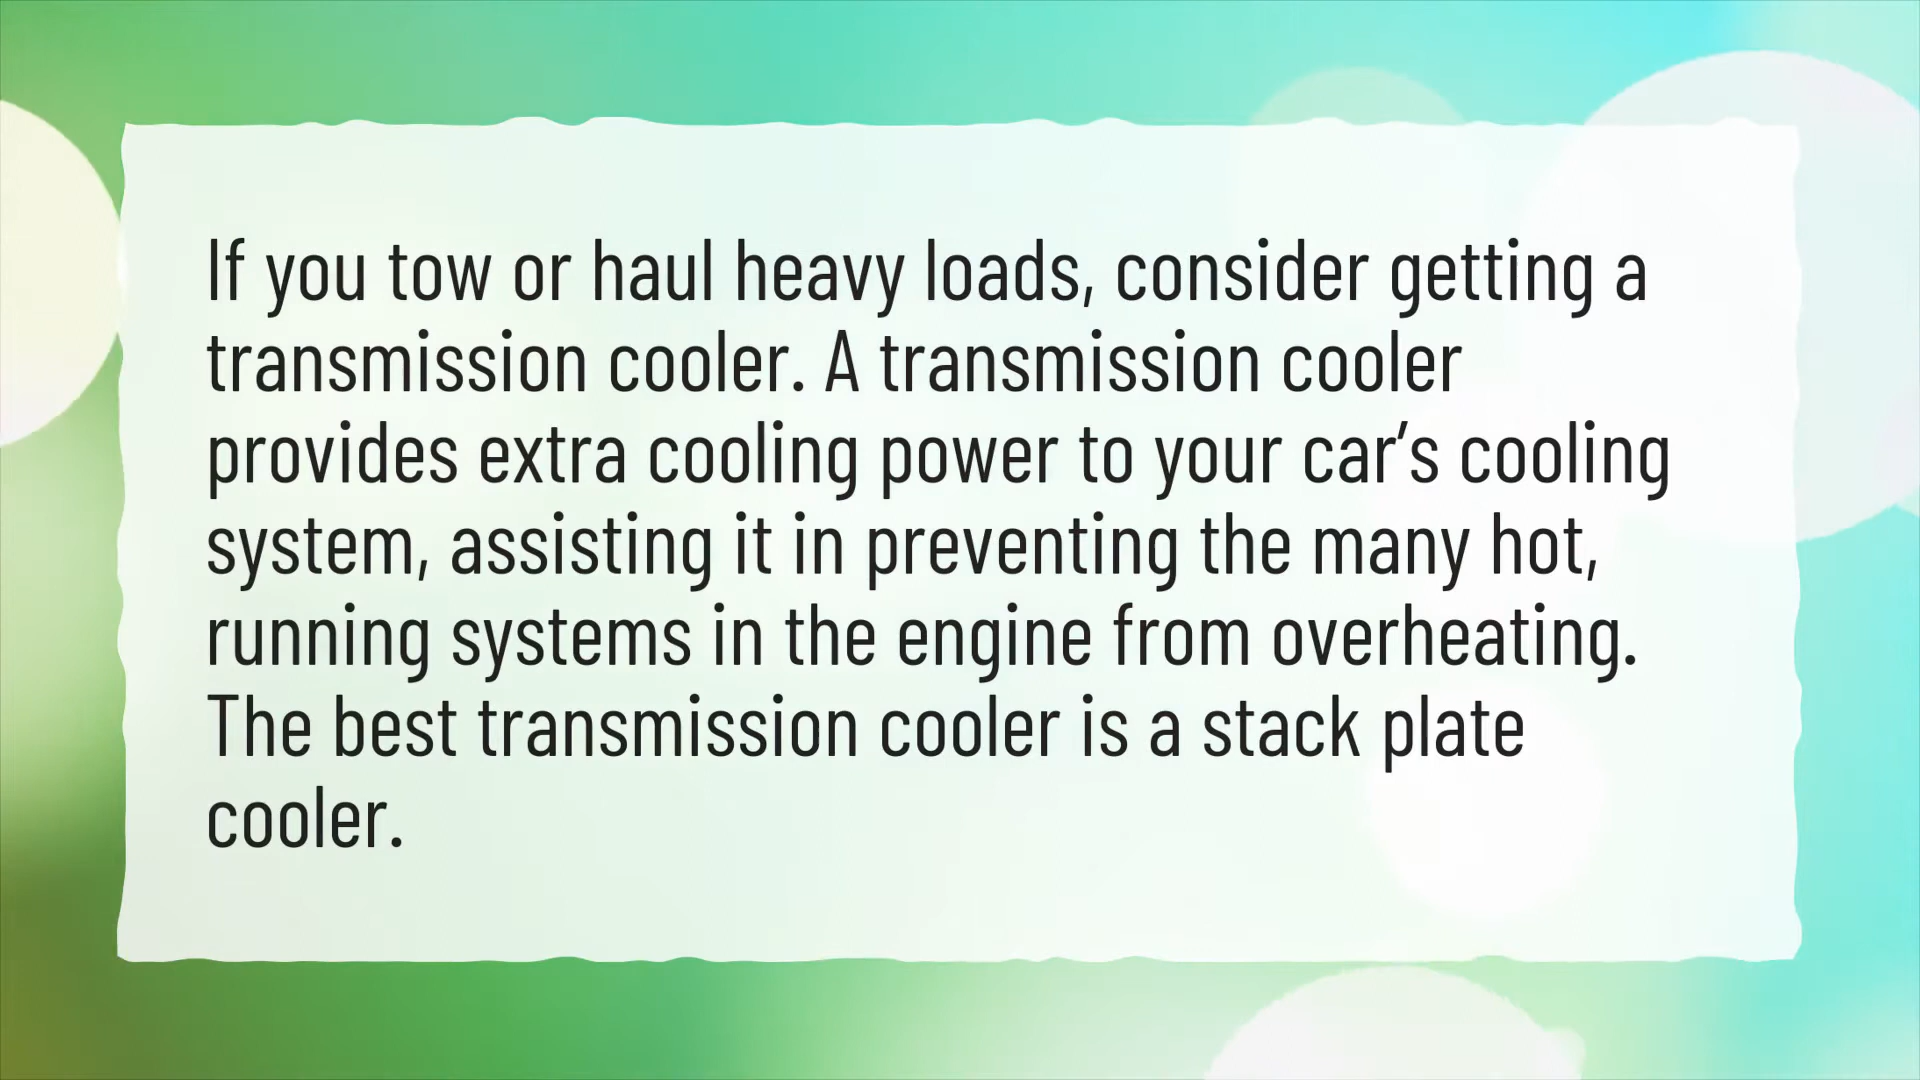 If you tow or haul heavy loads, consider getting a
transmission cooler. A transmission cooler
provides extra cooling power to your car’s cooling
system, assisting it in preventing the many hot,
running systems in the engine from overheating.
The best transmission cooler is a stack plate
cooler.